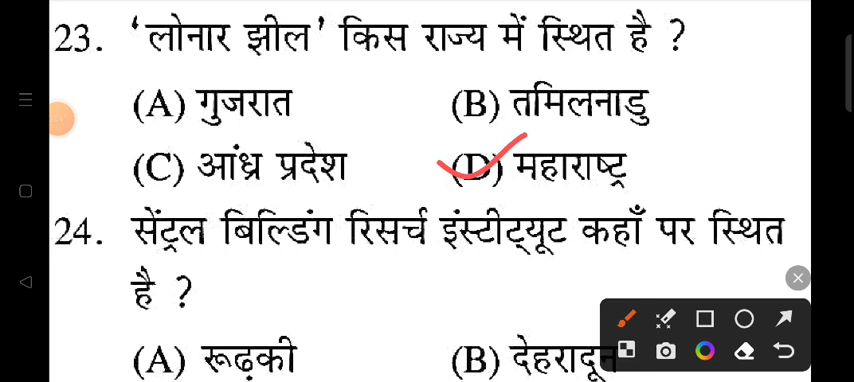 23. ‘लोनार झील’ किस राज्य में स्थित है ?
(A) गुजरात (B) तमिलनाडु
(C) आंध्र प्रदेश (D) महाराष्ट्र
24. सेंट्रल बिल्डिंग रिसर्च इंस्टीट्यूट कहाँ पर स्थित
है ?
(A) रूढ़की (B) देहरादून